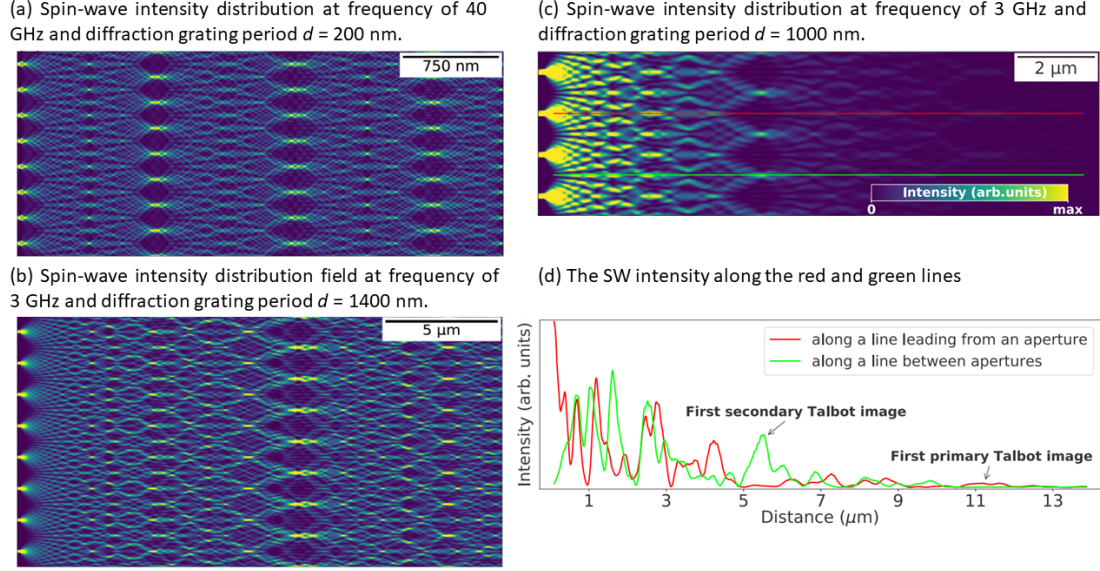 (a) Spin-wave intensity distribution at frequency of 40
GHz and diffraction grating period d = 200 nm.
750 nm
(b) Spin-wave intensity distribution field at frequency of
3 GHz and diffraction grating period d = 1400 nm.
5 μm
(c) Spin-wave intensity distribution at frequency of 3 GHz and
diffraction grating period d = 1000 nm.
2 μm
Intensity (arb.units)
0
max
(d) The SW intensity along the red and green lines
Intensity (arb. units)
along a line leading from an aperture
along a line between apertures
First secondary Talbot image
First primary Talbot image
1 3 5 7 9 11 13
Distance (μm)